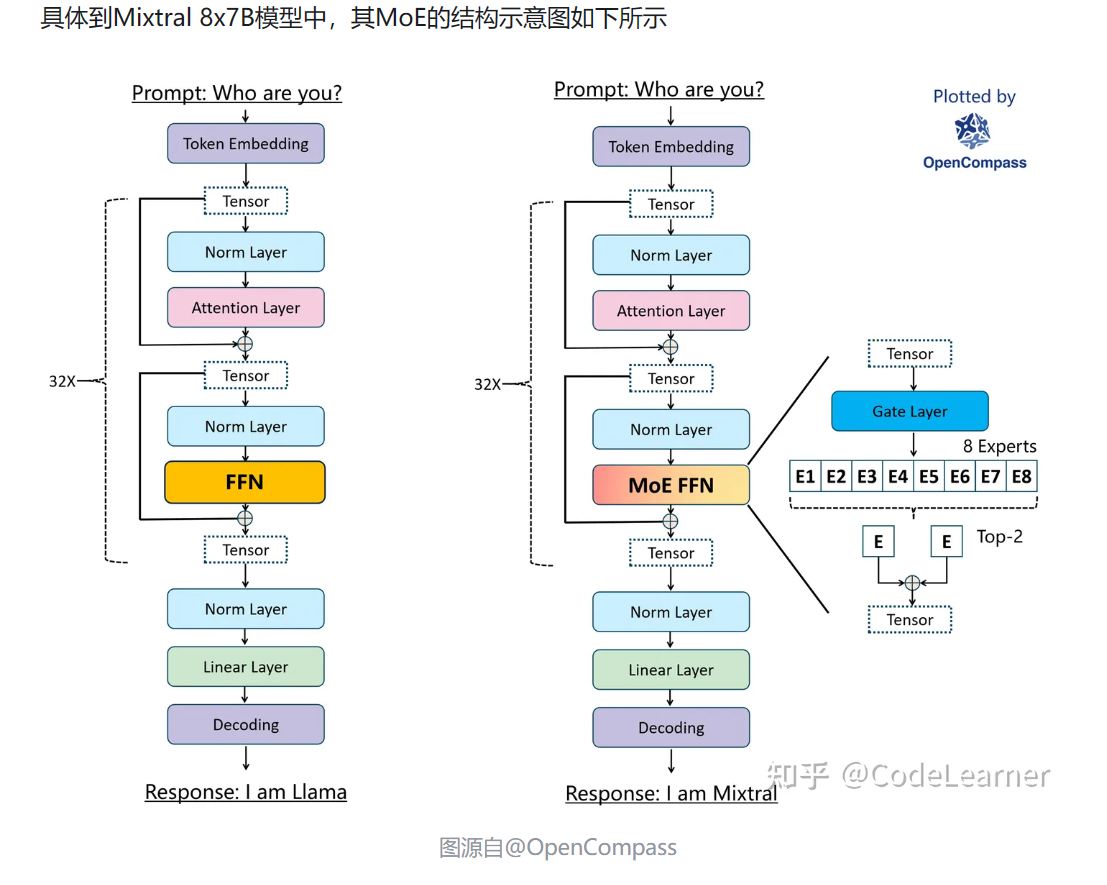 具体到Mixtral 8x7B模型中，其MoE的结构示意图如下所示
Prompt: Who are you?
Token Embedding
Tensor
Norm Layer
Attention Layer
Tensor
32X
Norm Layer
FFN
Tensor
Norm Layer
Linear Layer
Decoding
Response: I am Llama
Prompt: Who are you?
Token Embedding
Tensor
Norm Layer
Attention Layer
Tensor
32X
Norm Layer
MoE FFN
Tensor
Norm Layer
Linear Layer
Decoding
Response: I am Mixtral
Plotted by
OpenCompass
Tensor
Gate Layer
8 Experts
E1 E2 E3 E4 E5 E6 E7 E8
E E Top-2
Tensor
知乎 @CodeLearner
图源自@OpenCompass